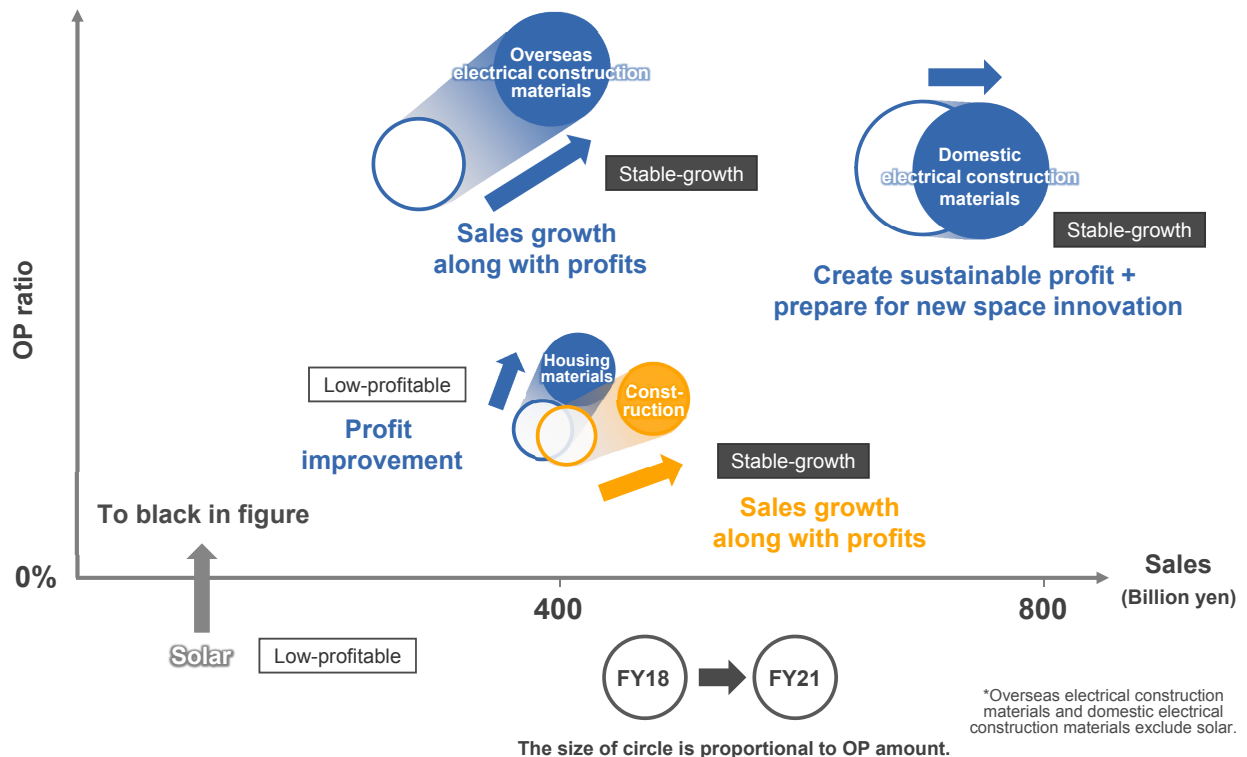 OP ratio
Overseas
electrical construction
materials
Stable-growth
Sales growth
along with profits
Domestic
electrical construction
materials
Stable-growth
Create sustainable profit +
prepare for new space innovation
Low-profitable
Profit
improvement
Housing
materials
Const-
ruction
Stable-growth
Sales growth
along with profits
To black in figure
0%
400
800
Sales
(Billion yen)
Solar
Low-profitable
FY18
FY21
The size of circle is proportional to OP amount.
*Overseas electrical construction
materials and domestic electrical
construction materials exclude solar.